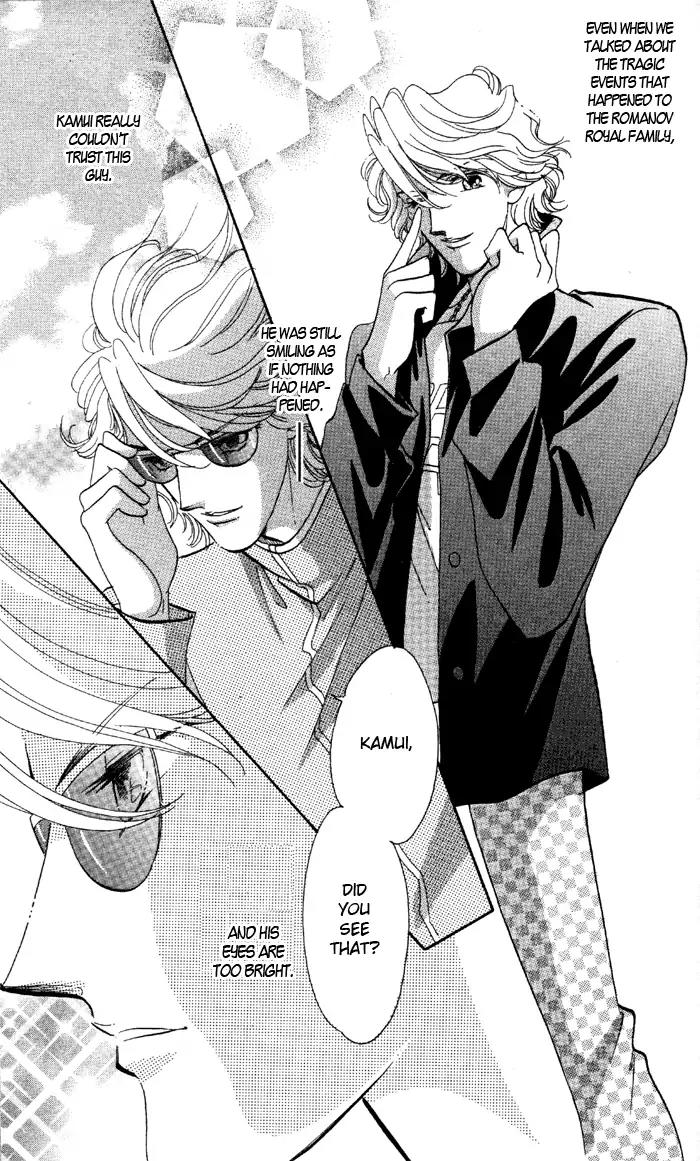 EVEN WHEN WE
TALKED ABOUT
THE TRAGIC
EVENTS THAT
HAPPENED TO
THE ROMANOV
ROYAL FAMILY,
HE WAS STILL
SMILING AS
IF NOTHING
HAD HAP-
PENED.
KAMUI REALLY
COULDN'T
TRUST THIS
GUY.
KAMUI,
DID
YOU
SEE
THAT?
AND HIS
EYES ARE
TOO BRIGHT.